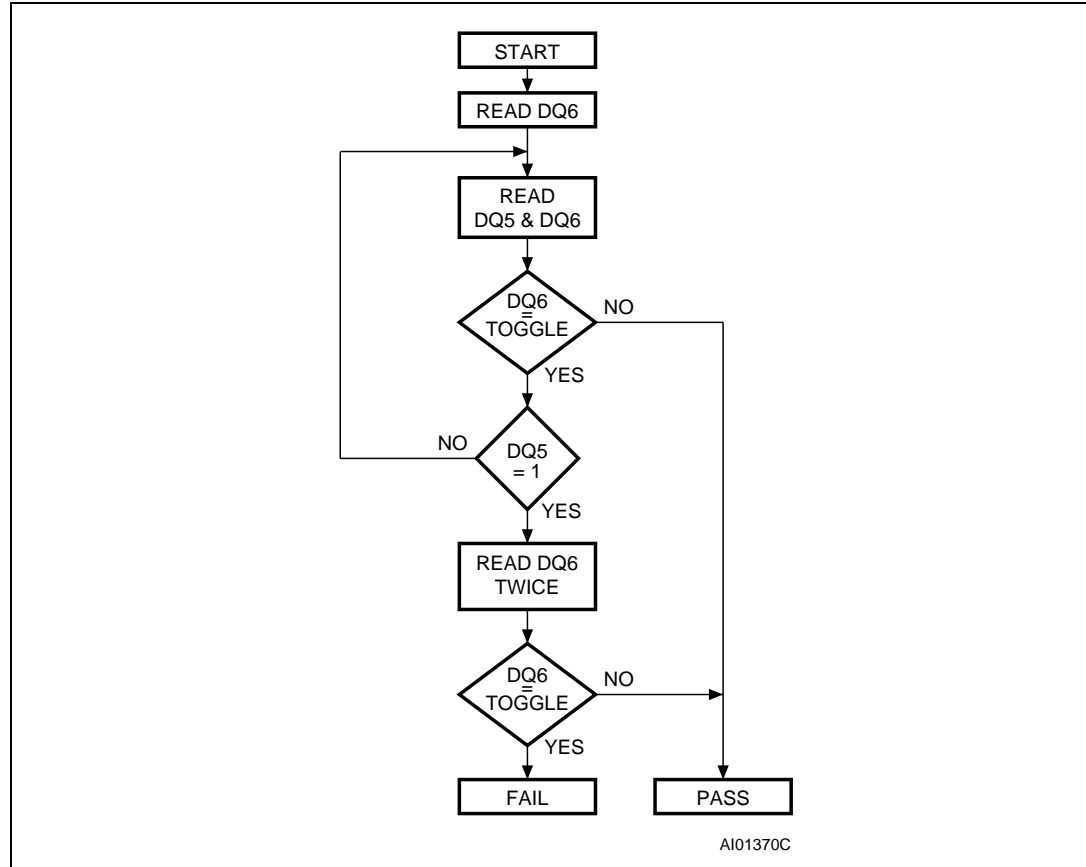 START
READ DQ6
READ
DQ5 & DQ6
DQ6
=
TOGGLE
NO
YES
NO
DQ5
= 1
YES
READ DQ6
TWICE
DQ6
=
TOGGLE
NO
YES
FAIL
PASS
AI01370C